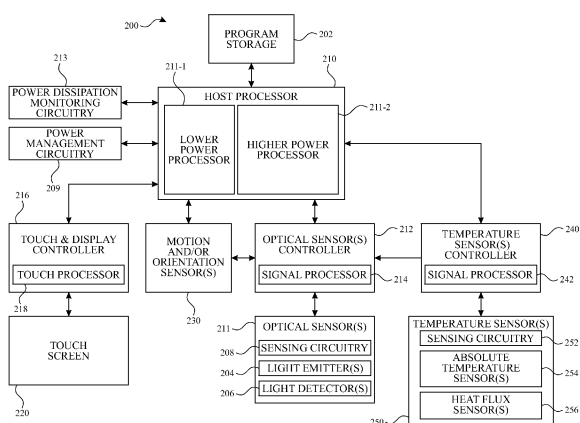 200
PROGRAM
STORAGE
202
213
211-1
210
POWER DISSIPATION
MONITORING
CIRCUITRY
HOST PROCESSOR
211-2
POWER
MANAGEMENT
CIRCUITRY
LOWER
POWER
PROCESSOR
HIGHER POWER
PROCESSOR
209
216
212
240
TOUCH & DISPLAY
CONTROLLER
TOUCH PROCESSOR
218
MOTION
AND/OR
ORIENTATION
SENSOR(S)
230
OPTICAL SENSOR(S)
CONTROLLER
SIGNAL PROCESSOR
214
TEMPERATURE
SENSOR(S)
CONTROLLER
SIGNAL PROCESSOR
242
TOUCH
SCREEN
220
211
OPTICAL SENSOR(S)
208
SENSING CIRCUITRY
204
LIGHT EMITTER(S)
206
LIGHT DETECTOR(S)
TEMPERATURE SENSOR(S)
SENSING CIRCUITRY
252
ABSOLUTE
TEMPERATURE
SENSOR(S)
254
HEAT FLUX
SENSOR(S)
256
250